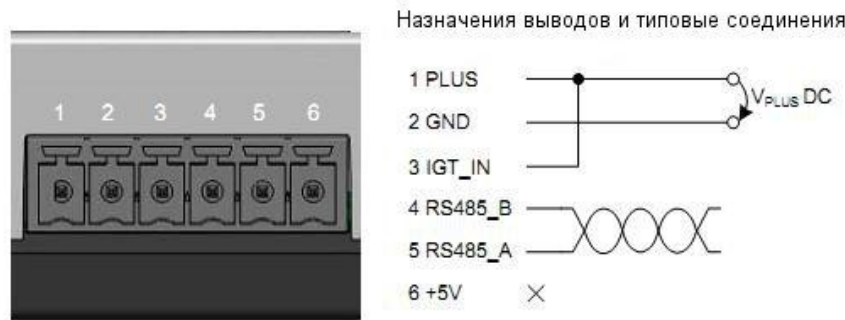 Назначения выводов и типовые соединения
1 2 3 4 5 6
1 PLUS
V PLUS DC
2 GND
3 IGT_IN
4 RS485_B
5 RS485_A
6 +5V